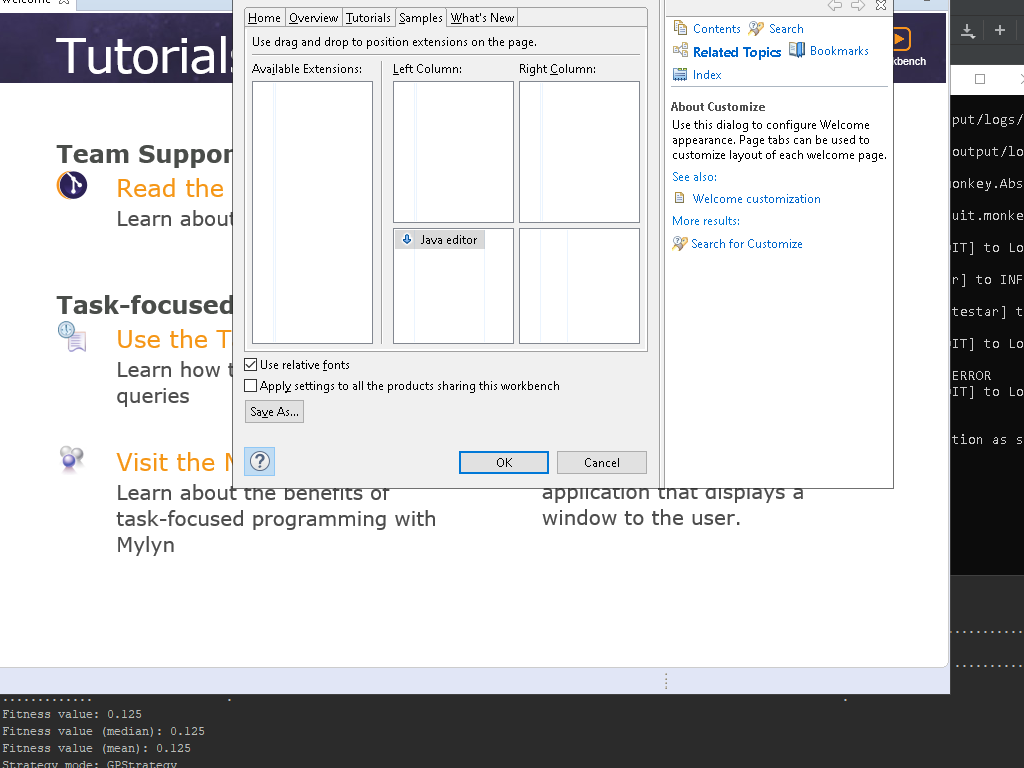 Welcome
Tutorials
Team Suppor
Read the
Learn about
Task-focused
Use the T
Learn how t
queries
Visit the M
Learn about the benefits of
task-focused programming with
Mylyn
Home Overview Tutorials Samples What's New
Use drag and drop to position extensions on the page.
Available Extensions: Left Column: Right Column:
Java editor
Use relative fonts
Apply settings to all the products sharing this workbench
Save As...
OK Cancel
Contents Search
Related Topics Bookmarks
Index
About Customize
Use this dialog to configure Welcome
appearance. Page tabs can be used to
customize layout of each welcome page.
See also:
Welcome customization
More results:
Search for Customize
application that displays a
window to the user.
kbench
put/logs/
output/lo
onkey.Abs
uit.monke
IT] to Lo
r] to INF
testar] t
IT] to Lo
ERROR
IT] to Lo
tion as s
Fitness value: 0.125
Fitness value (median): 0.125
Fitness value (mean): 0.125
Strategy mode: GPStrategy